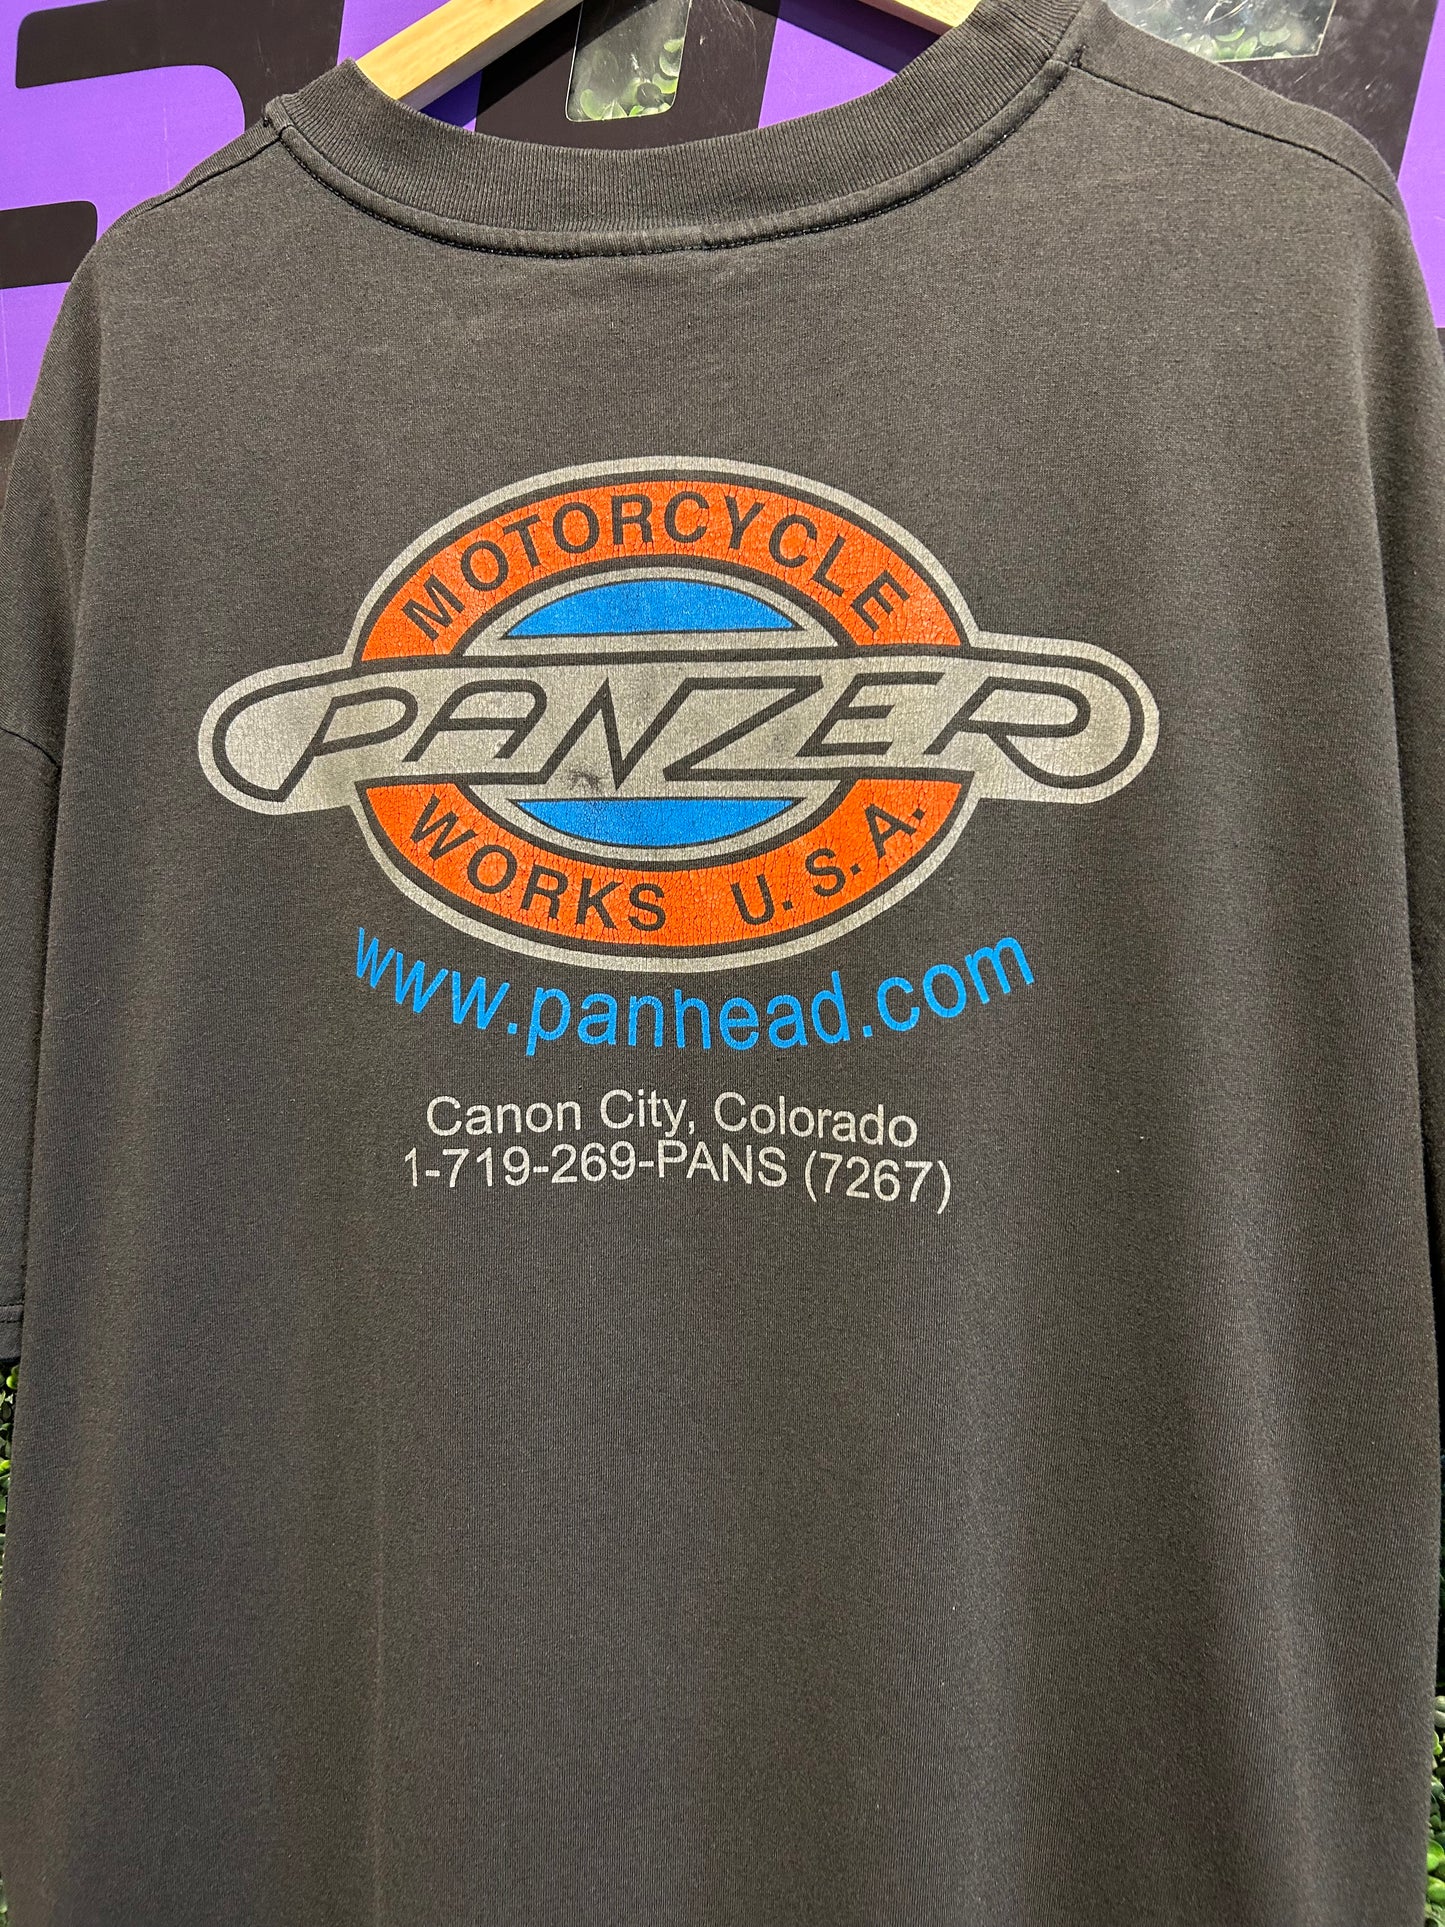 MOTORCYCLE
PANZER
WORKS U.S.A.
www.panhead.com
Canon City, Colorado
1-719-269-PANS (7267)